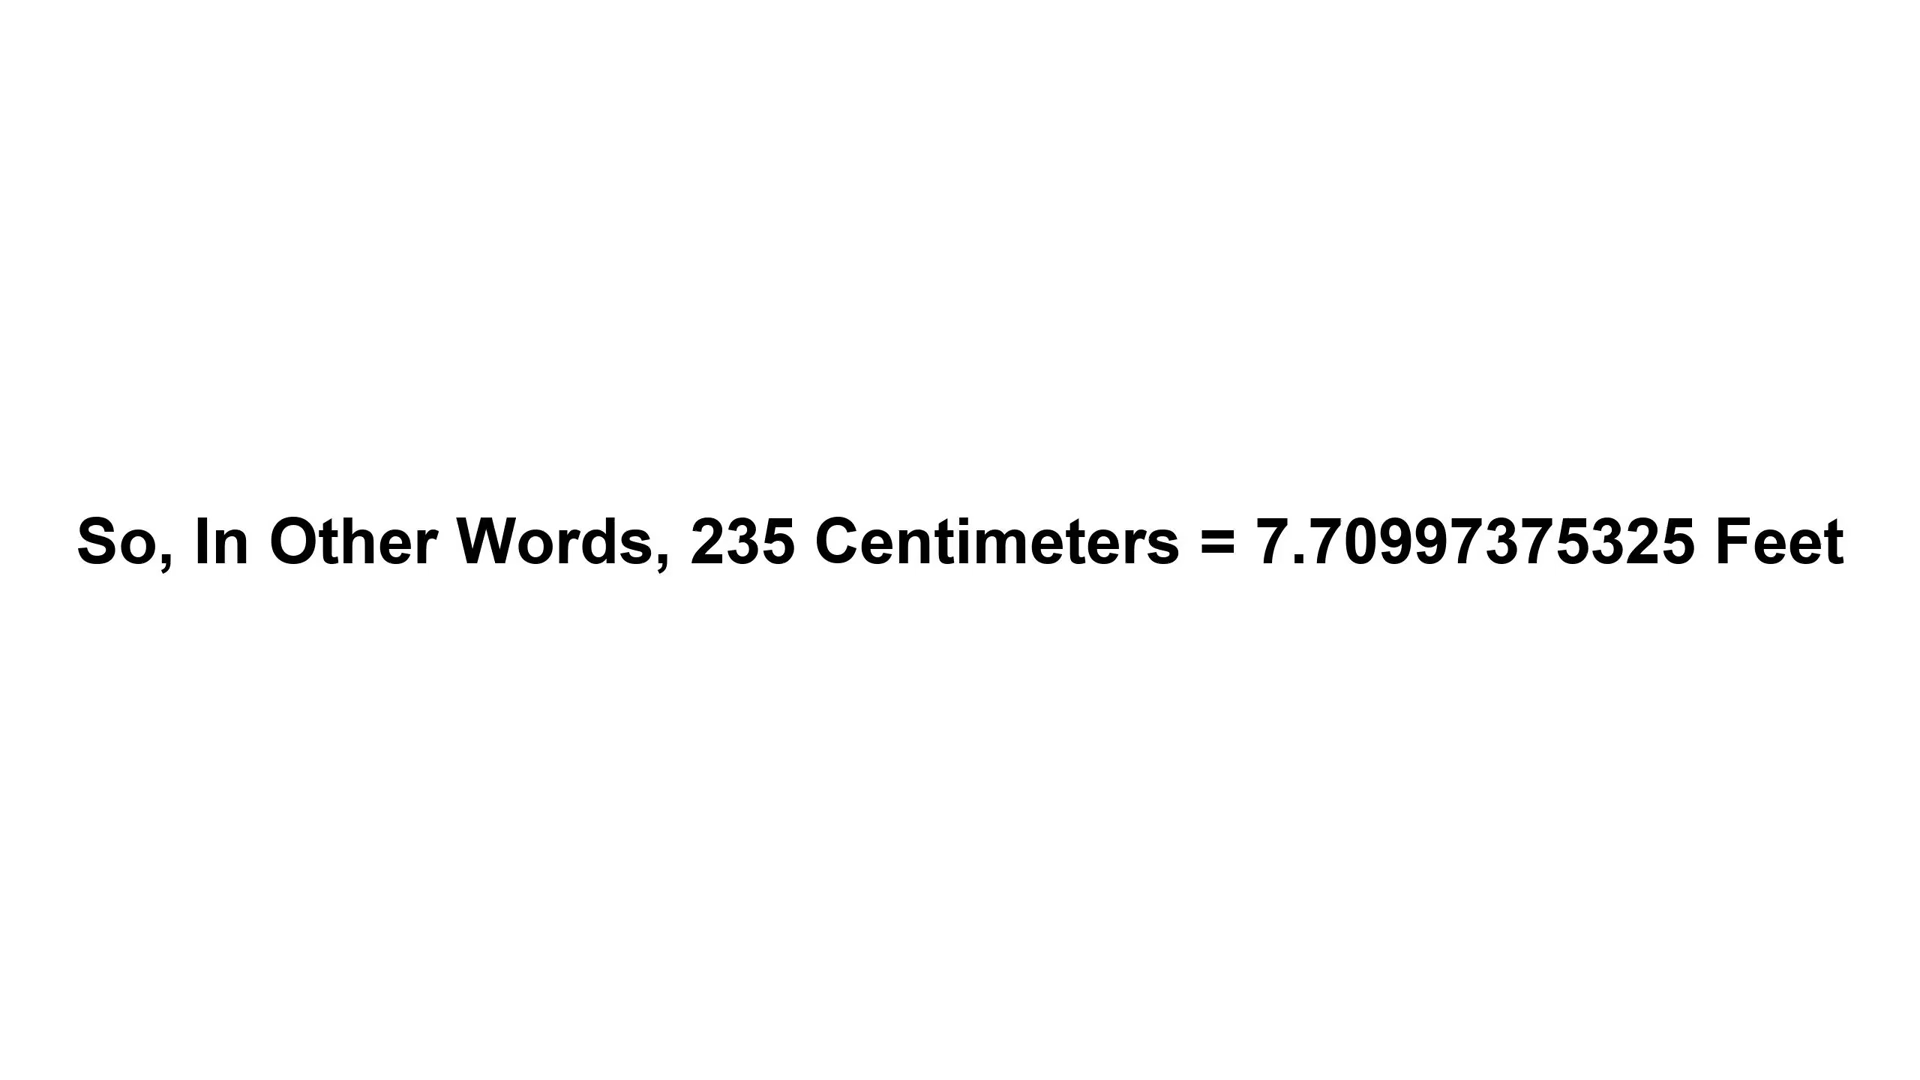 So, In Other Words, 235 Centimeters = 7.70997375325 Feet